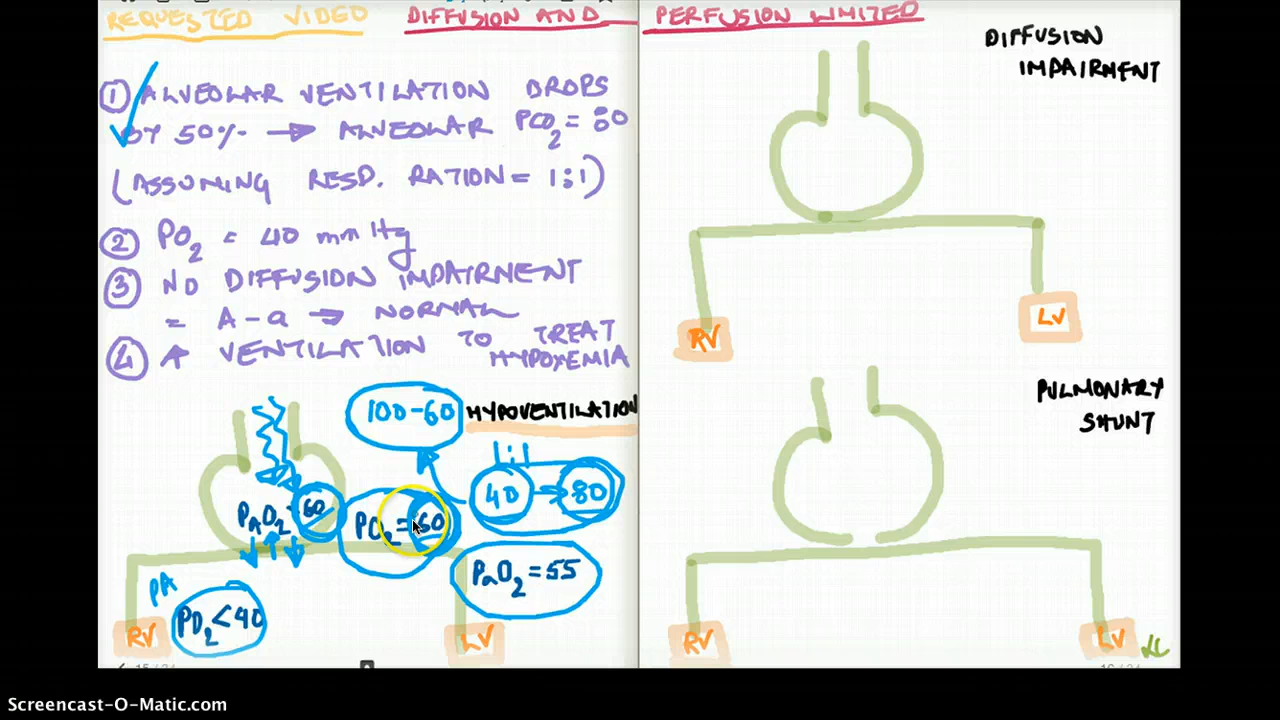 REQUESTED VIDEO
DIFFUSION AND
PERFUSION LIMITED
① ALVEOLAR VENTILATION DROPS
BY 50% → ALVEOLAR PCO2 = 80
(ASSUMING RESP. RATION = 1:1)
② PO2 = 40 mm Hg
③ NO DIFFUSION IMPAIRMENT
= A-a → NORMAL
④ ↑ VENTILATION TO TREAT
HYPOXEMIA
100-60
HYPOVENTILATION
1:1
40 → 80
PAO2 - 60
PO2 = 60
PaO2 = 55
PA
PO2 < 40
RV
LV
DIFFUSION
IMPAIRMENT
RV
LV
PULMONARY
SHUNT
RV
LV
Screencast-O-Matic.com